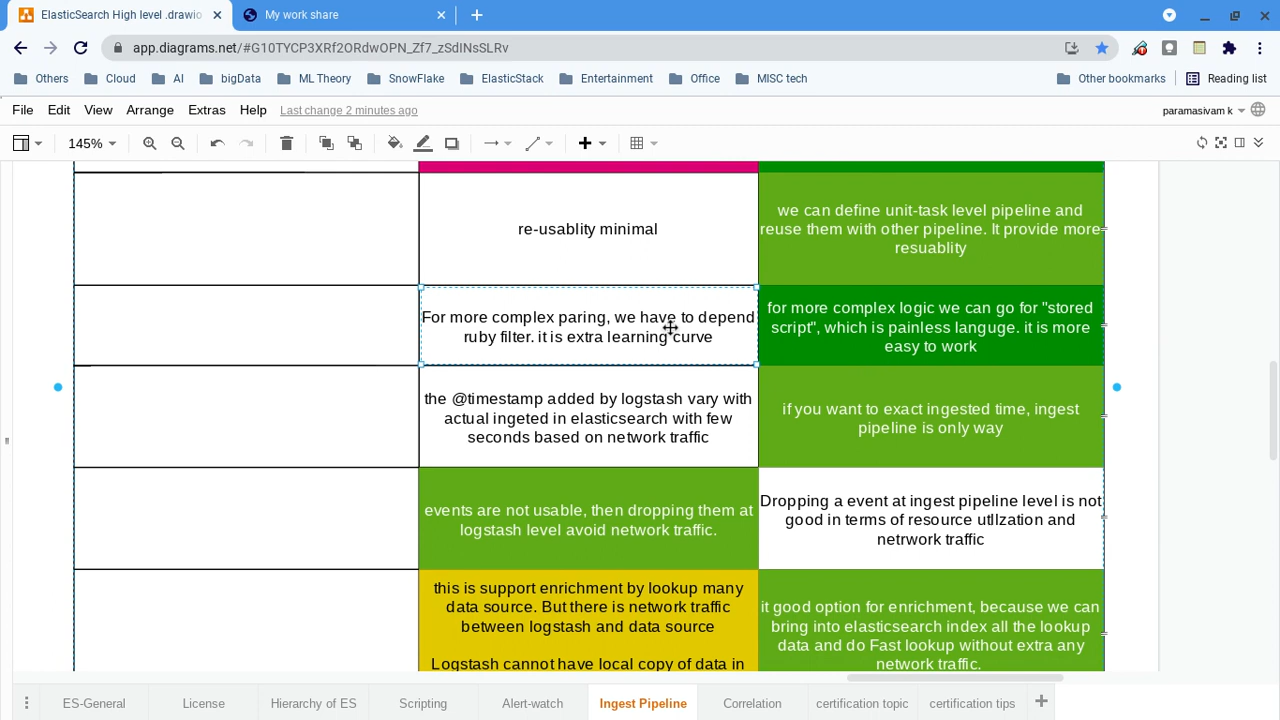 ElasticSearch High level .drawio
My work share
app.diagrams.net/#G10TYCP3XRf2ORdwOPN_Zf7_zSdINsSLRv
Others
Cloud
AI
bigData
ML Theory
SnowFlake
ElasticStack
Entertainment
Office
MISC tech
Other bookmarks
Reading list
File
Edit
View
Arrange
Extras
Help
Last change 2 minutes ago
paramasivam k
145%
re-usablity minimal
we can define unit-task level pipeline and
reuse them with other pipeline. It provide more
resuablity
For more complex paring, we have to depend
ruby filter. it is extra learning curve
for more complex logic we can go for "stored
script", which is painless languge. it is more
easy to work
the @timestamp added by logstash vary with
actual ingeted in elasticsearch with few
seconds based on network traffic
if you want to exact ingested time, ingest
pipeline is only way
events are not usable, then dropping them at
logstash level avoid network traffic.
Dropping a event at ingest pipeline level is not
good in terms of resource utlIzation and
netrwork traffic
this is support enrichment by lookup many
data source. But there is network traffic
between logstash and data source
Logstash cannot have local copy of data in
it good option for enrichment, because we can
bring into elasticsearch index all the lookup
data and do Fast lookup without extra any
network traffic.
ES-General
License
Hierarchy of ES
Scripting
Alert-watch
Ingest Pipeline
Correlation
certification topic
certification tips